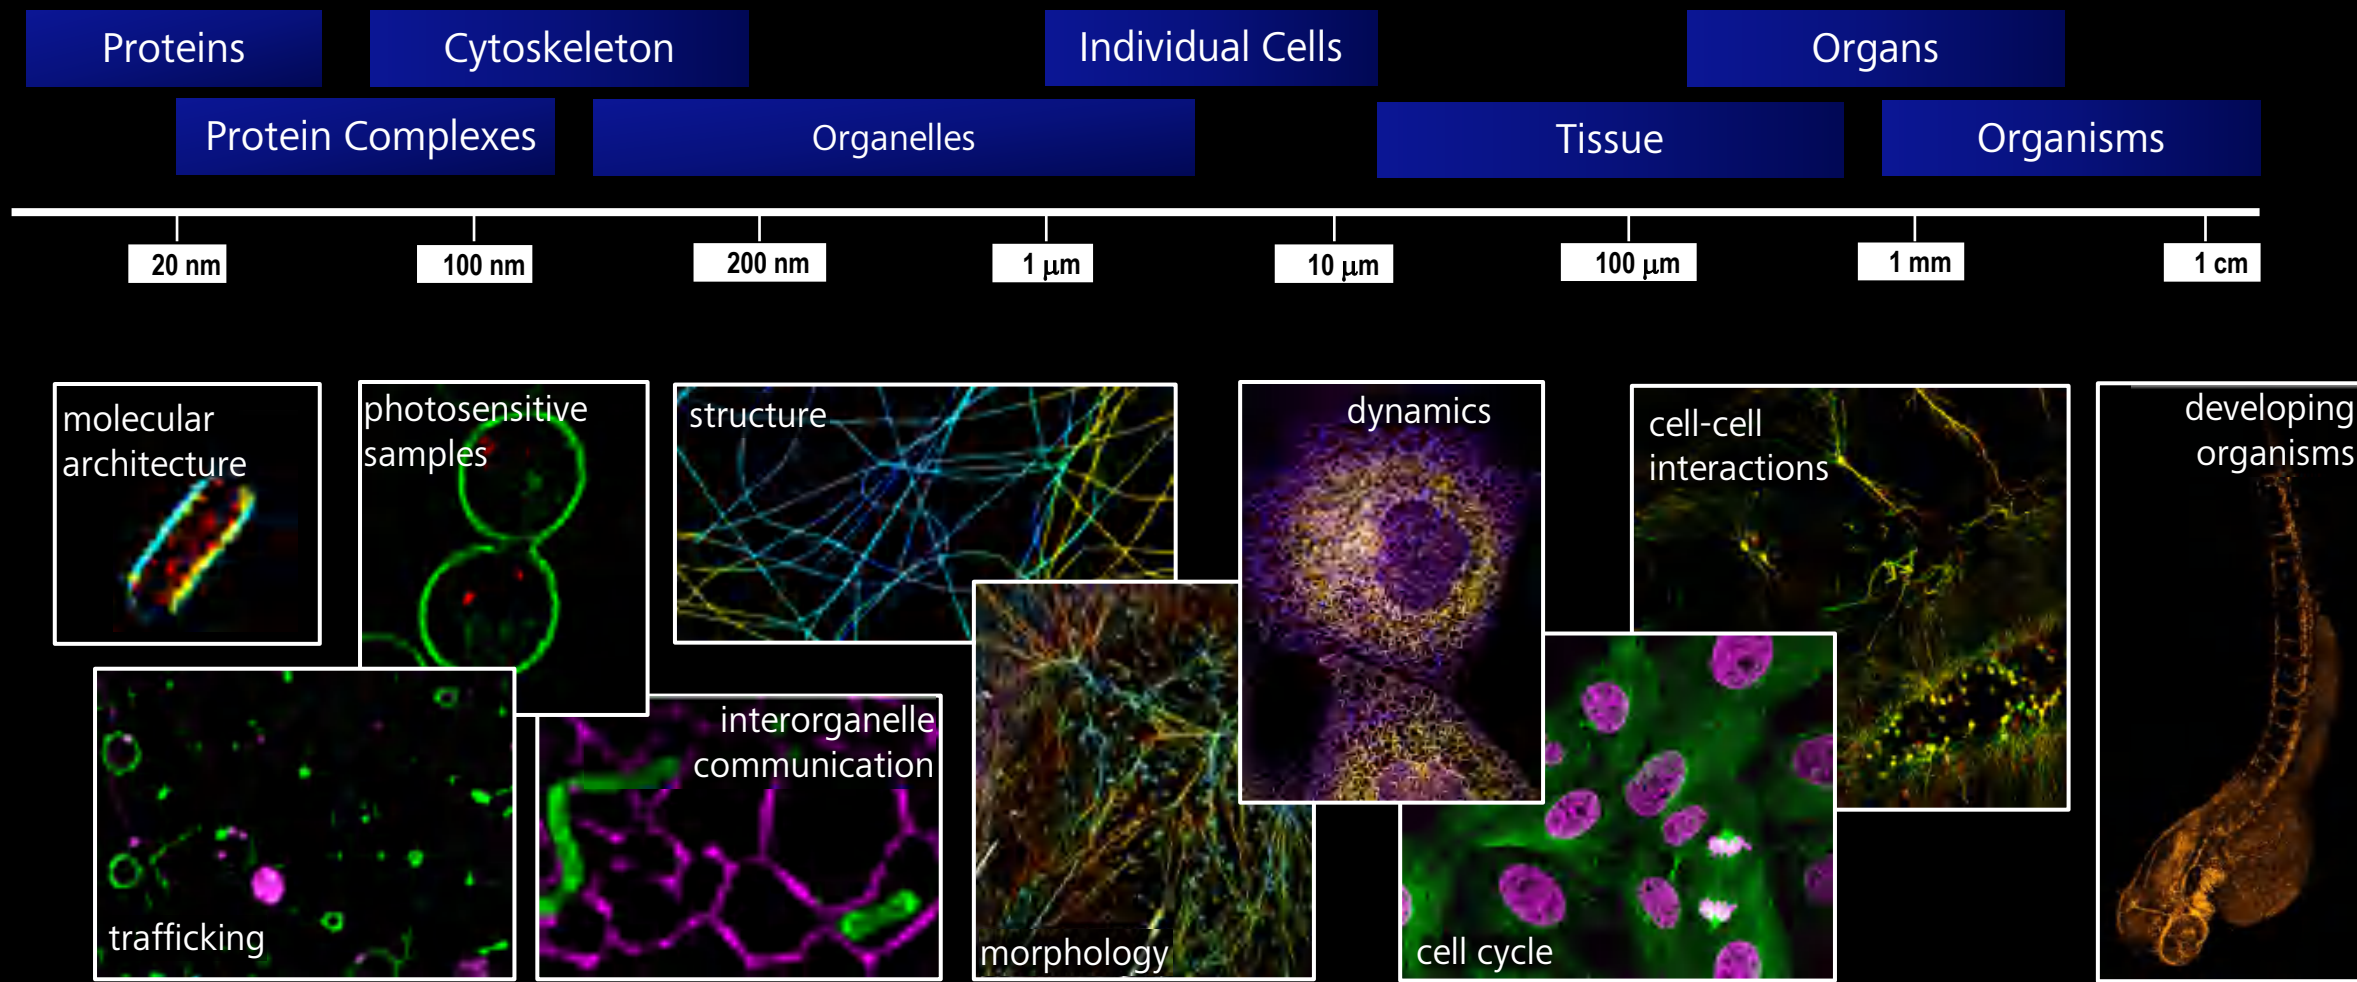 Proteins
Cytoskeleton
Individual Cells
Organs
Protein Complexes
Organelles
Tissue
Organisms
20 nm
100 nm
200 nm
1 μm
10 μm
100 μm
1 mm
1 cm
molecular
architecture
photosensitive
samples
structure
dynamics
cell-cell
interactions
developing
organisms
trafficking
interorganelle
communication
morphology
cell cycle